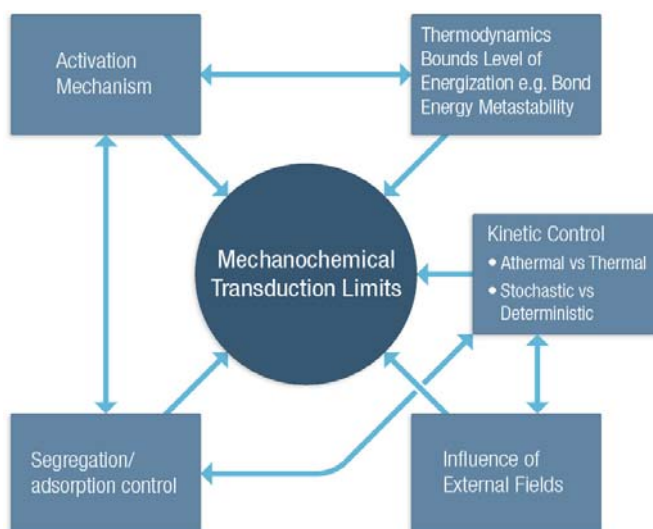 Activation
Mechanism
Thermodynamics
Bounds Level of
Energization e.g. Bond
Energy Metastability
Mechanochemical
Transduction Limits
Kinetic Control
• Athermal vs Thermal
• Stochastic vs
Deterministic
Segregation/
adsorption control
Influence of
External Fields